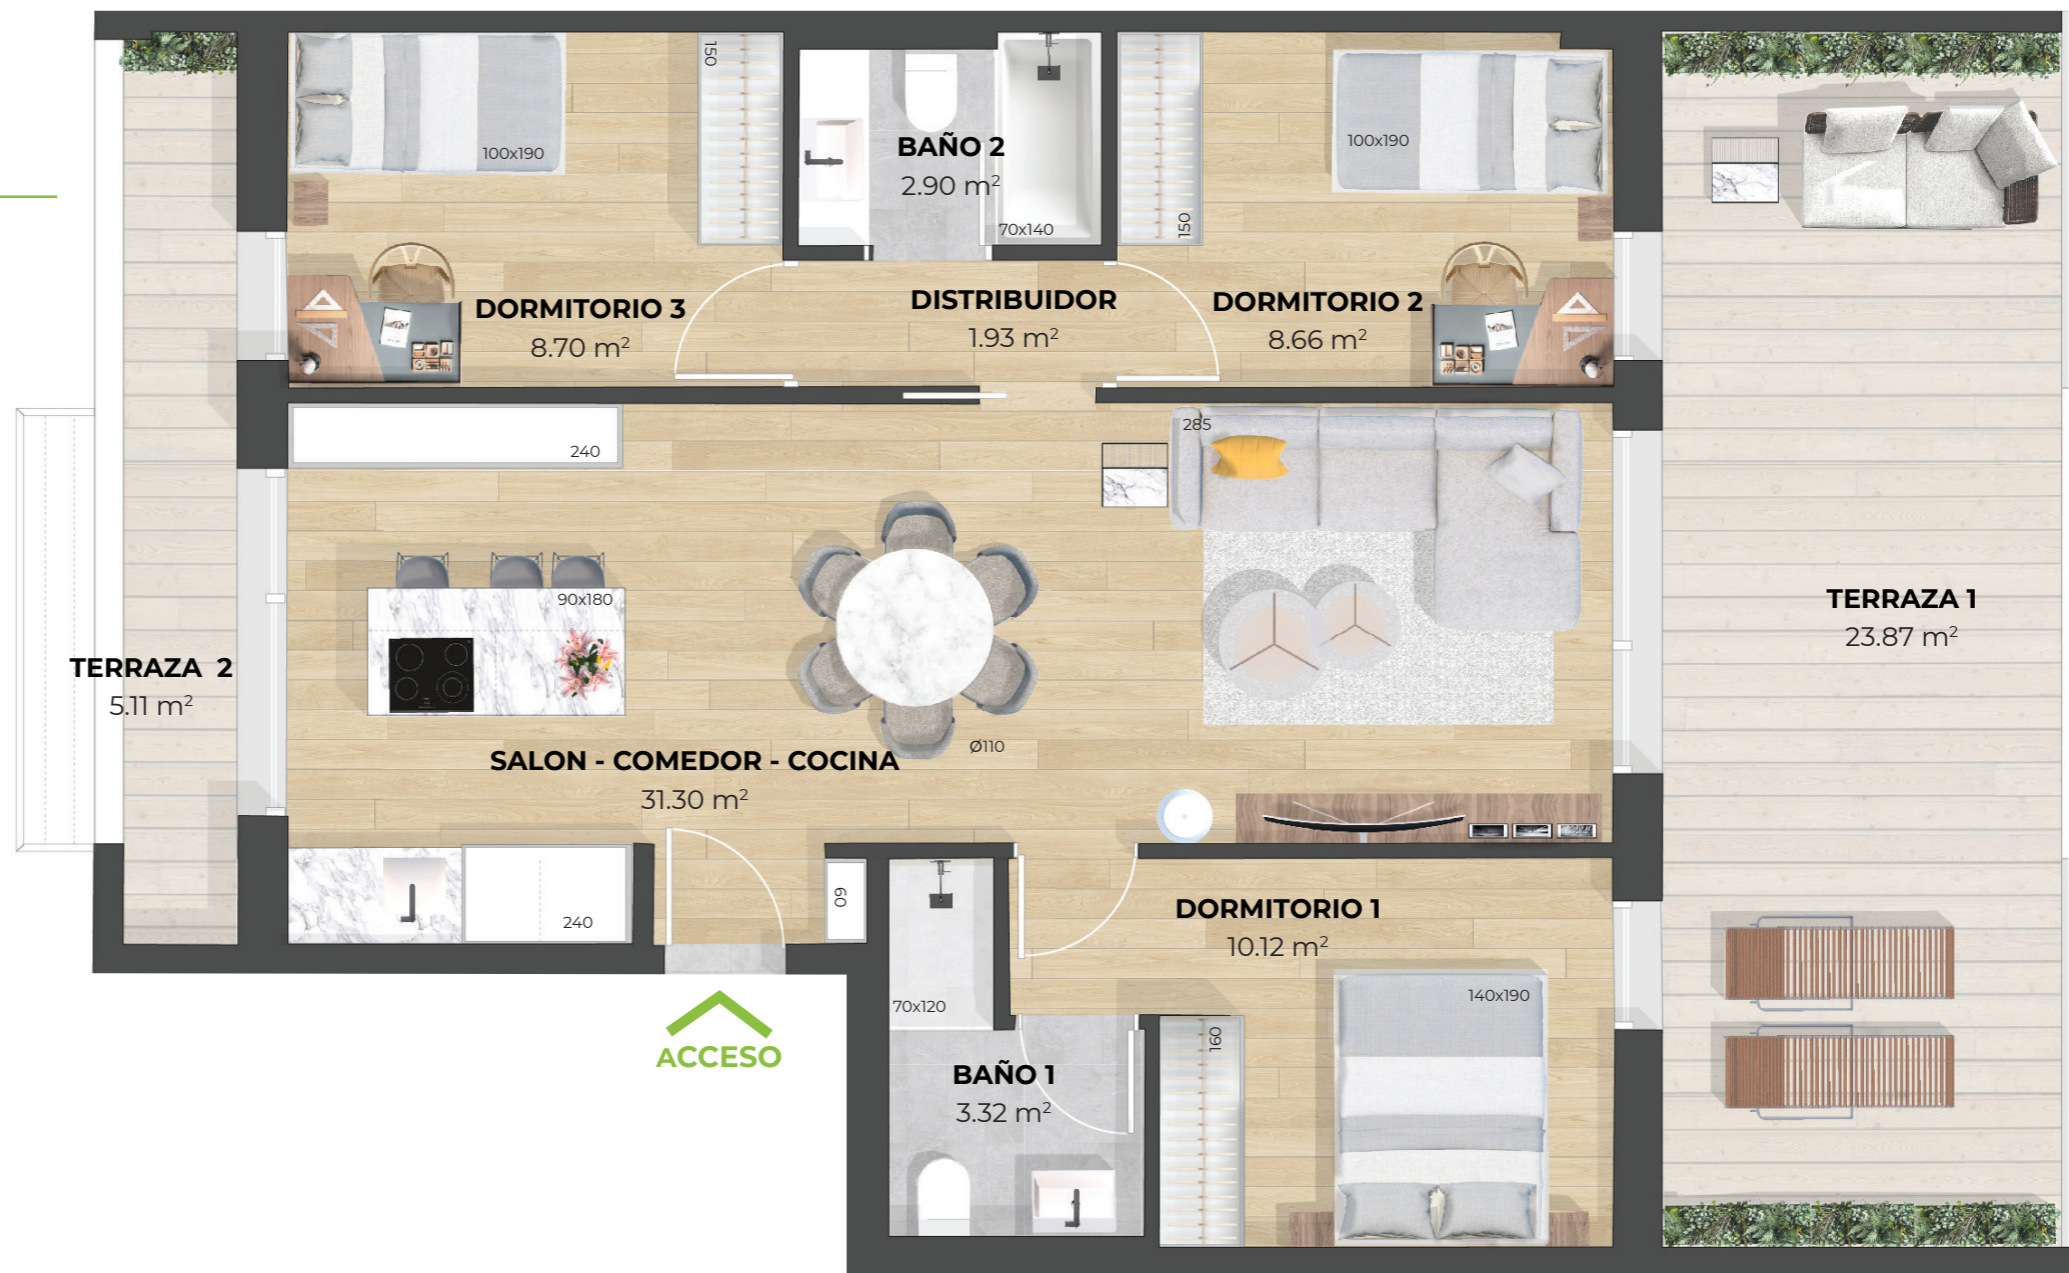 150
100x190
BAÑO 2
2.90 m²
70x140
100x190
150
DORMITORIO 3
8.70 m²
DISTRIBUIDOR
1.93 m²
DORMITORIO 2
8.66 m²
240
285
90x180
TERRAZA 1
23.87 m²
TERRAZA 2
5.11 m²
Ø110
SALON - COMEDOR - COCINA
31.30 m²
240
60
DORMITORIO 1
10.12 m²
70x120
140x190
160
ACCESO
BAÑO 1
3.32 m²